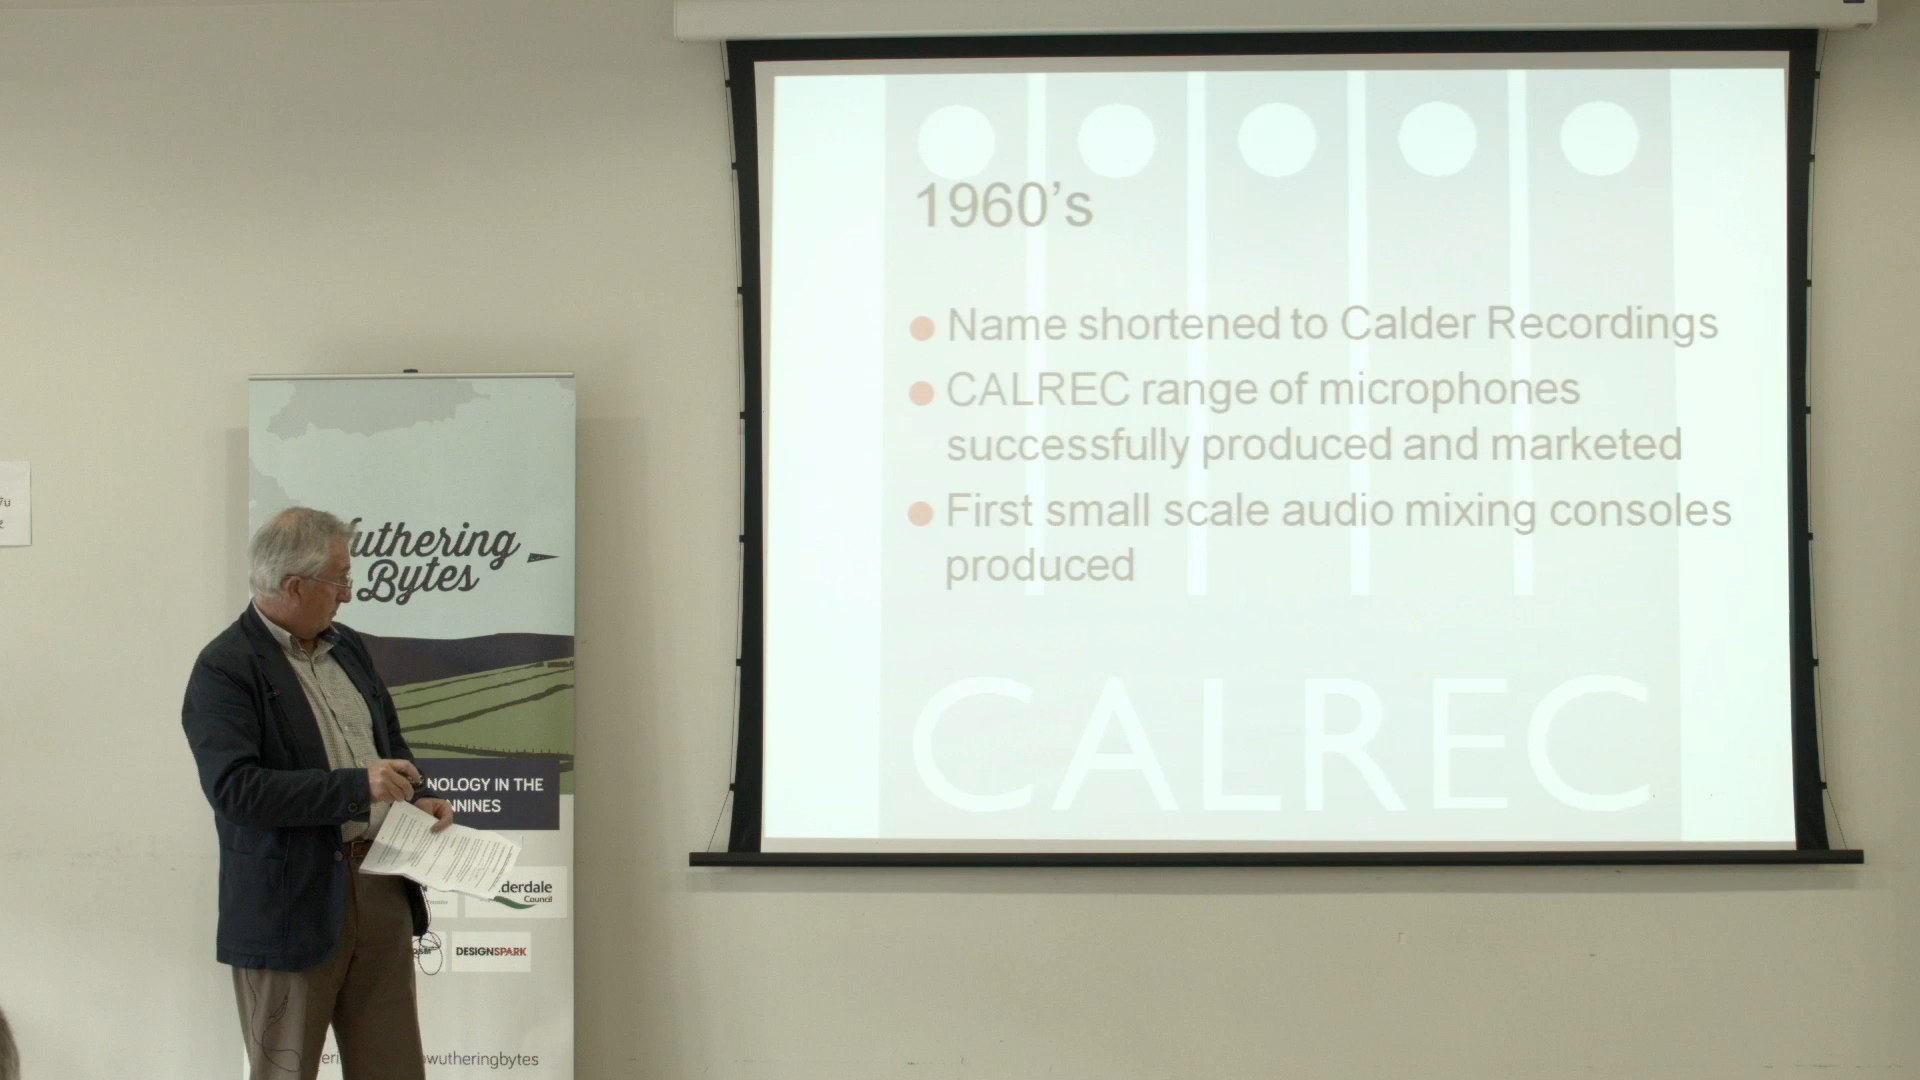 1960's
Name shortened to Calder Recordings
CALREC range of microphones
successfully produced and marketed
First small scale audio mixing consoles
produced
CALREC
uthering
Bytes
NOLOGY IN THE
NNINES
derdale
Council
DESIGNSPARK
wutheringbytes